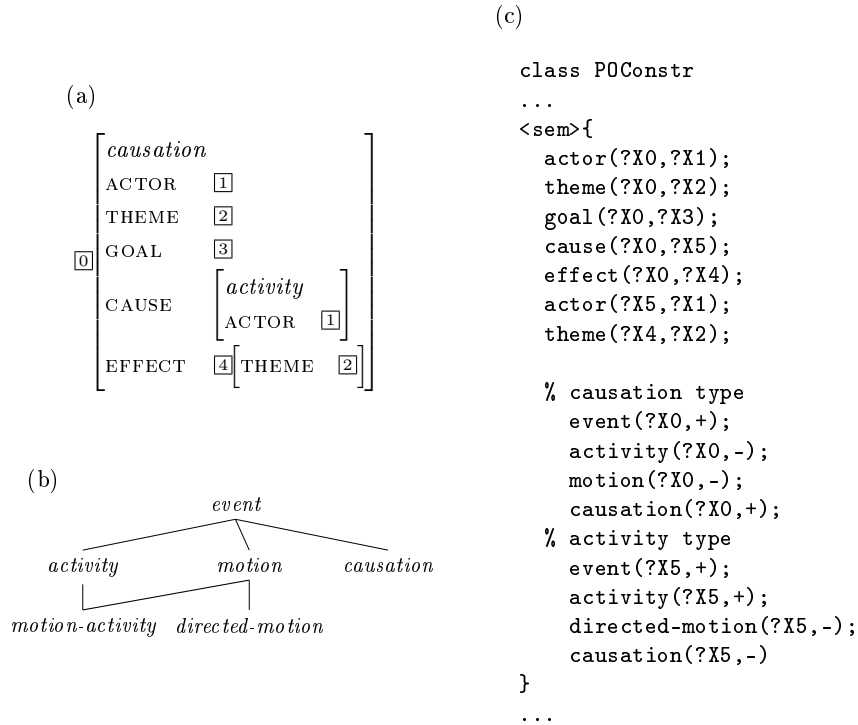 (a)
causation
ACTOR 1
THEME 2
0 GOAL 3
CAUSE activity
ACTOR 1
EFFECT 4 THEME 2
(b)
event
activity motion causation
motion-activity directed-motion
(c)
class POConstr
...
<sem>{
actor(?X0,?X1);
theme(?X0,?X2);
goal(?X0,?X3);
cause(?X0,?X5);
effect(?X0,?X4);
actor(?X5,?X1);
theme(?X4,?X2);
% causation type
event(?X0,+);
activity(?X0,-);
motion(?X0,-);
causation(?X0,+);
% activity type
event(?X5,+);
activity(?X5,+);
directed-motion(?X5,-);
causation(?X5,-)
}
...